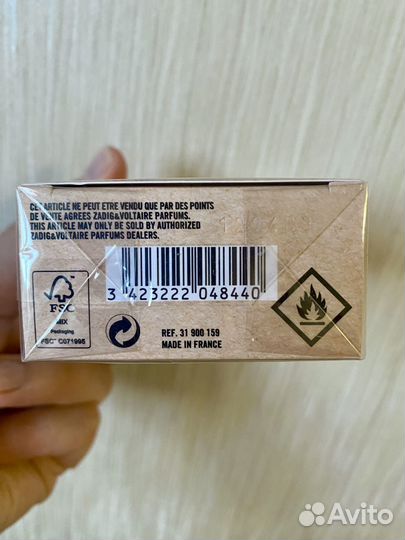 CET ARTICLE NE PEUT ETRE VENDU QUE PAR DES POINTS
DE VENTE AGREES ZADIG&VOLTAIRE PARFUMS.
THIS ARTICLE MAY ONLY BE SOLD BY AUTHORIZED
ZADIG&VOLTAIRE PARFUMS DEALERS.
3 423222 048440
FSC
MIX
Packaging
FSC® C071995
REF. 31 900 159
MADE IN FRANCE
Avito